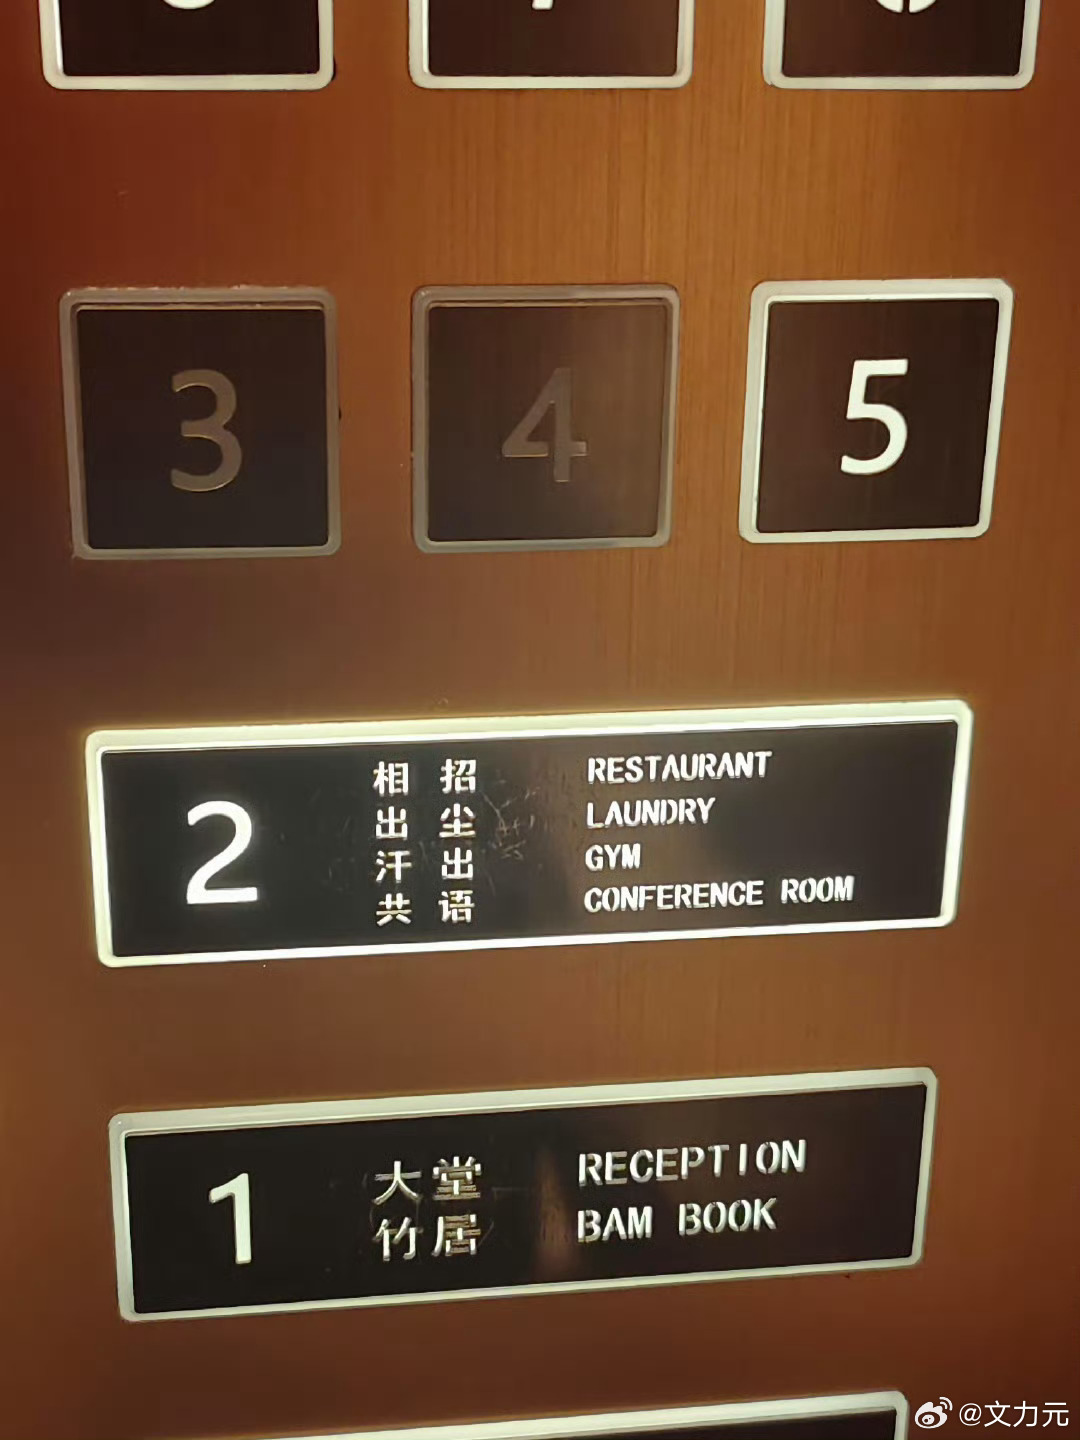 7
3 4 5
2
相招 RESTAURANT
出尘 LAUNDRY
汗出 GYM
共语 CONFERENCE ROOM
1
大堂 RECEPTION
竹居 BAM BOOK
@文力元